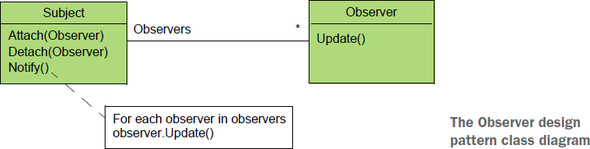 Subject
Attach(Observer)
Detach(Observer)
Notify()
Observers
*
Observer
Update()
For each observer in observers
observer.Update()
The Observer design
pattern class diagram